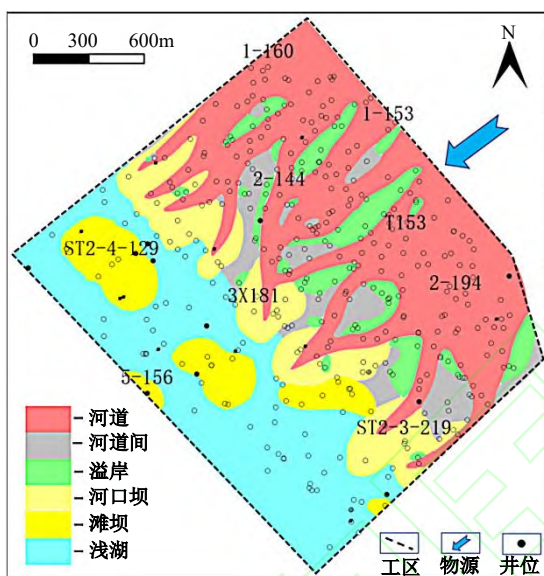 0 300 600m
N
1-160
1-153
2-144
T153
ST2-4-129
2-194
3X181
5-156
ST2-3-219
河道
河道间
溢岸
河口坝
滩坝
浅湖
工区 物源 井位